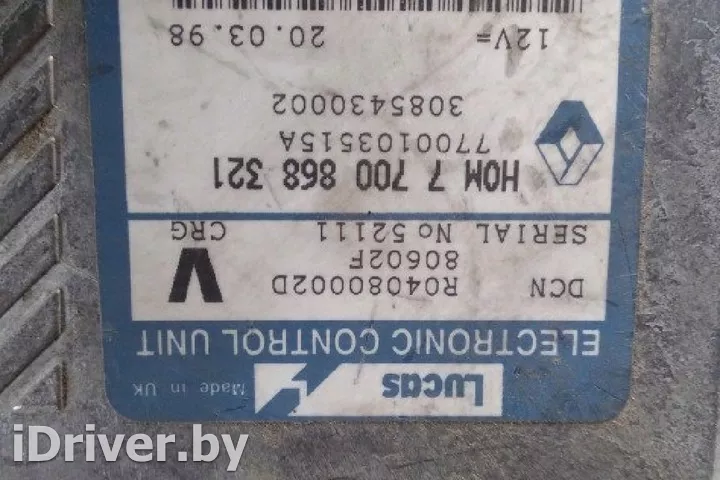 Lucas Made in UK
ELECTRONIC CONTROL UNIT
DCN R04080002D V
80602F
SERIAL No 52111 CRG
HOM 7 700 868 321
7700103515A
3085430002
12V= 20.03.98
iDriver.by